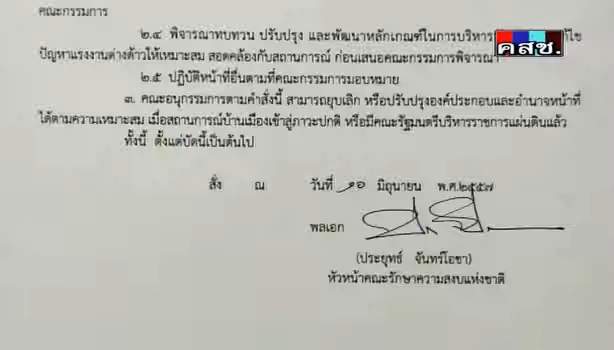 คณะกรรมการ
๒.๔ พิจารณาทบทวน ปรับปรุง และพัฒนาหลักเกณฑ์ในการบริหาร
คสช.
ปัญหาแรงงานต่างด้าวให้เหมาะสม สอดคล้องกับสถานการณ์ ก่อนเสนอคณะกรรมการพิจารณา
๒.๕ ปฏิบัติหน้าที่อื่นตามที่คณะกรรมการมอบหมาย
๓. คณะอนุกรรมการตามคำสั่งนี้ สามารถยุบเลิก หรือปรับปรุงองค์ประกอบและอำนาจหน้าที่
ได้ตามความเหมาะสม เมื่อสถานการณ์บ้านเมืองเข้าสู่ภาวะปกติ หรือมีคณะรัฐมนตรีบริหารราชการแผ่นดินแล้ว
ทั้งนี้ ตั้งแต่บัดนี้เป็นต้นไป
สั่ง ณ วันที่ ๑๐ มิถุนายน พ.ศ.๒๕๕๗
พลเอก
(ประยุทธ์ จันทร์โอชา)
หัวหน้าคณะรักษาความสงบแห่งชาติ